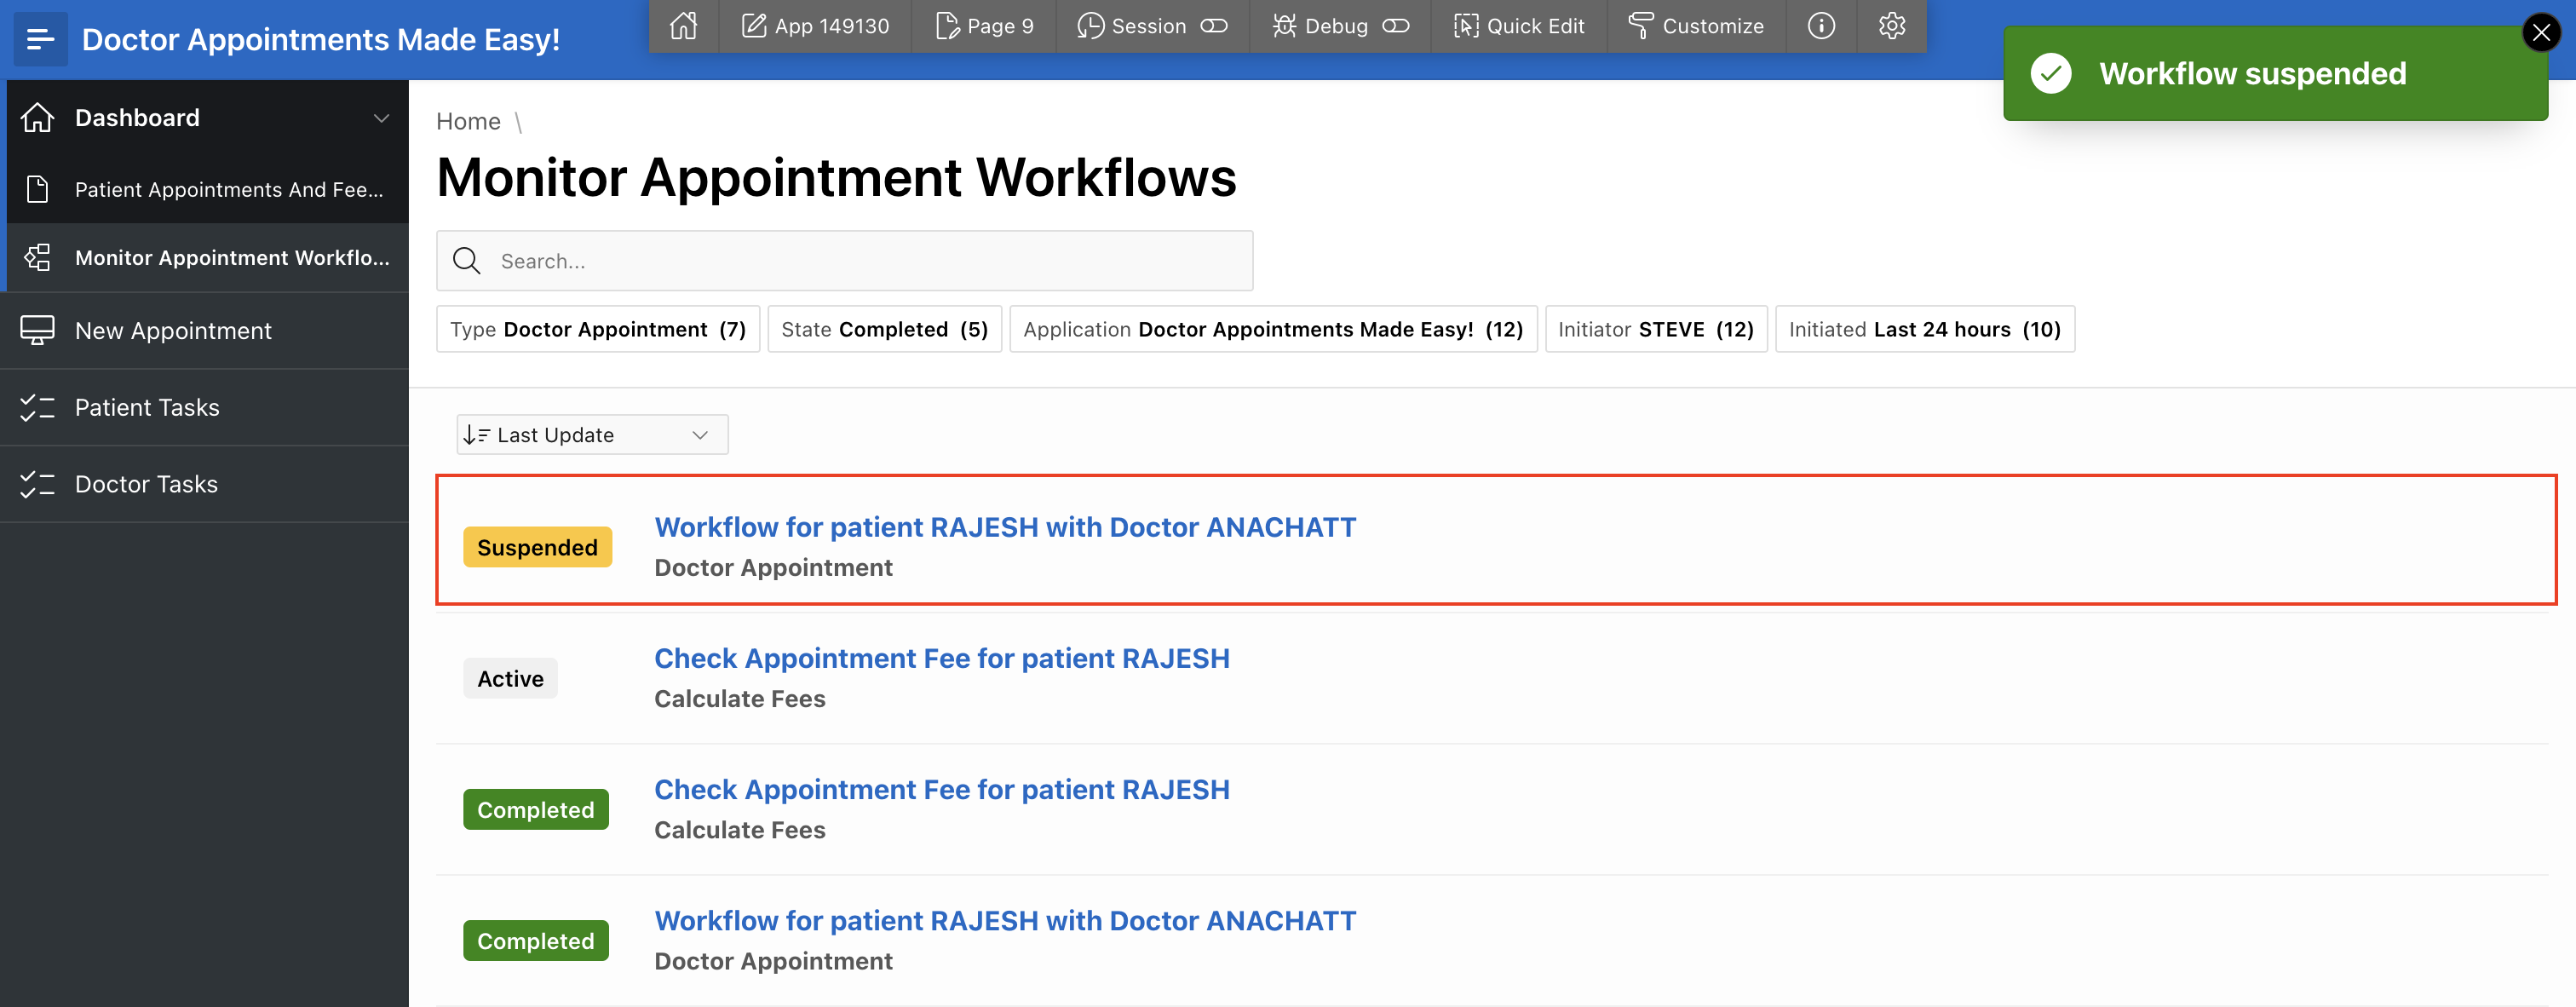 Doctor Appointments Made Easy!
App 149130
Page 9
Session
Debug
Quick Edit
Customize
Workflow suspended
Dashboard
Patient Appointments And Fee...
Monitor Appointment Workflo...
New Appointment
Patient Tasks
Doctor Tasks
Home \
Monitor Appointment Workflows
Search...
Type Doctor Appointment (7)
State Completed (5)
Application Doctor Appointments Made Easy! (12)
Initiator STEVE (12)
Initiated Last 24 hours (10)
Last Update
Suspended
Workflow for patient RAJESH with Doctor ANACHATT
Doctor Appointment
Active
Check Appointment Fee for patient RAJESH
Calculate Fees
Completed
Check Appointment Fee for patient RAJESH
Calculate Fees
Completed
Workflow for patient RAJESH with Doctor ANACHATT
Doctor Appointment